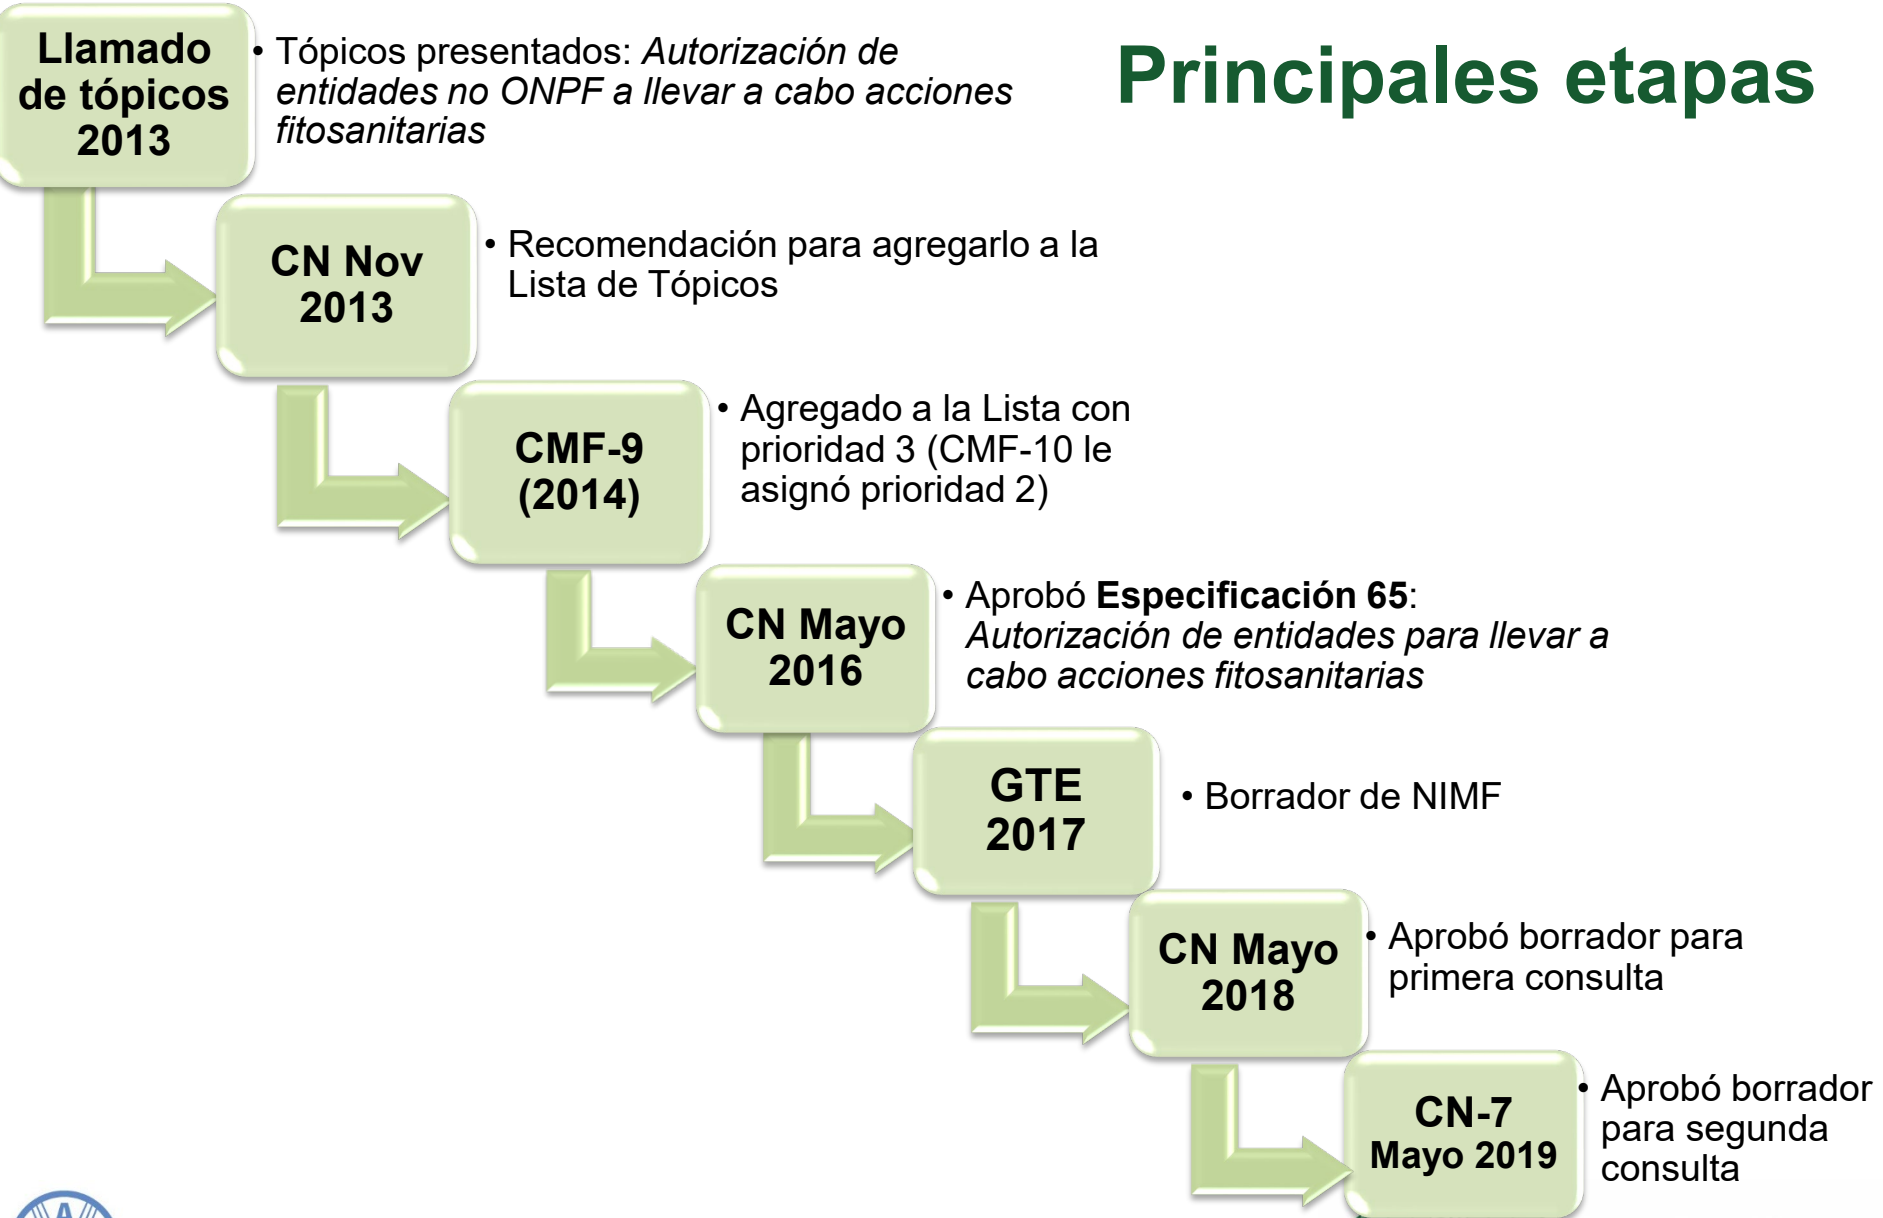 Principales etapas
Llamado
de tópicos
2013
• Tópicos presentados: Autorización de
entidades no ONPF a llevar a cabo acciones
fitosanitarias
CN Nov
2013
• Recomendación para agregarlo a la
Lista de Tópicos
CMF-9
(2014)
• Agregado a la Lista con
prioridad 3 (CMF-10 le
asignó prioridad 2)
CN Mayo
2016
• Aprobó Especificación 65:
Autorización de entidades para llevar a
cabo acciones fitosanitarias
GTE
2017
• Borrador de NIMF
CN Mayo
2018
• Aprobó borrador para
primera consulta
CN-7
Mayo 2019
• Aprobó borrador
para segunda
consulta
A